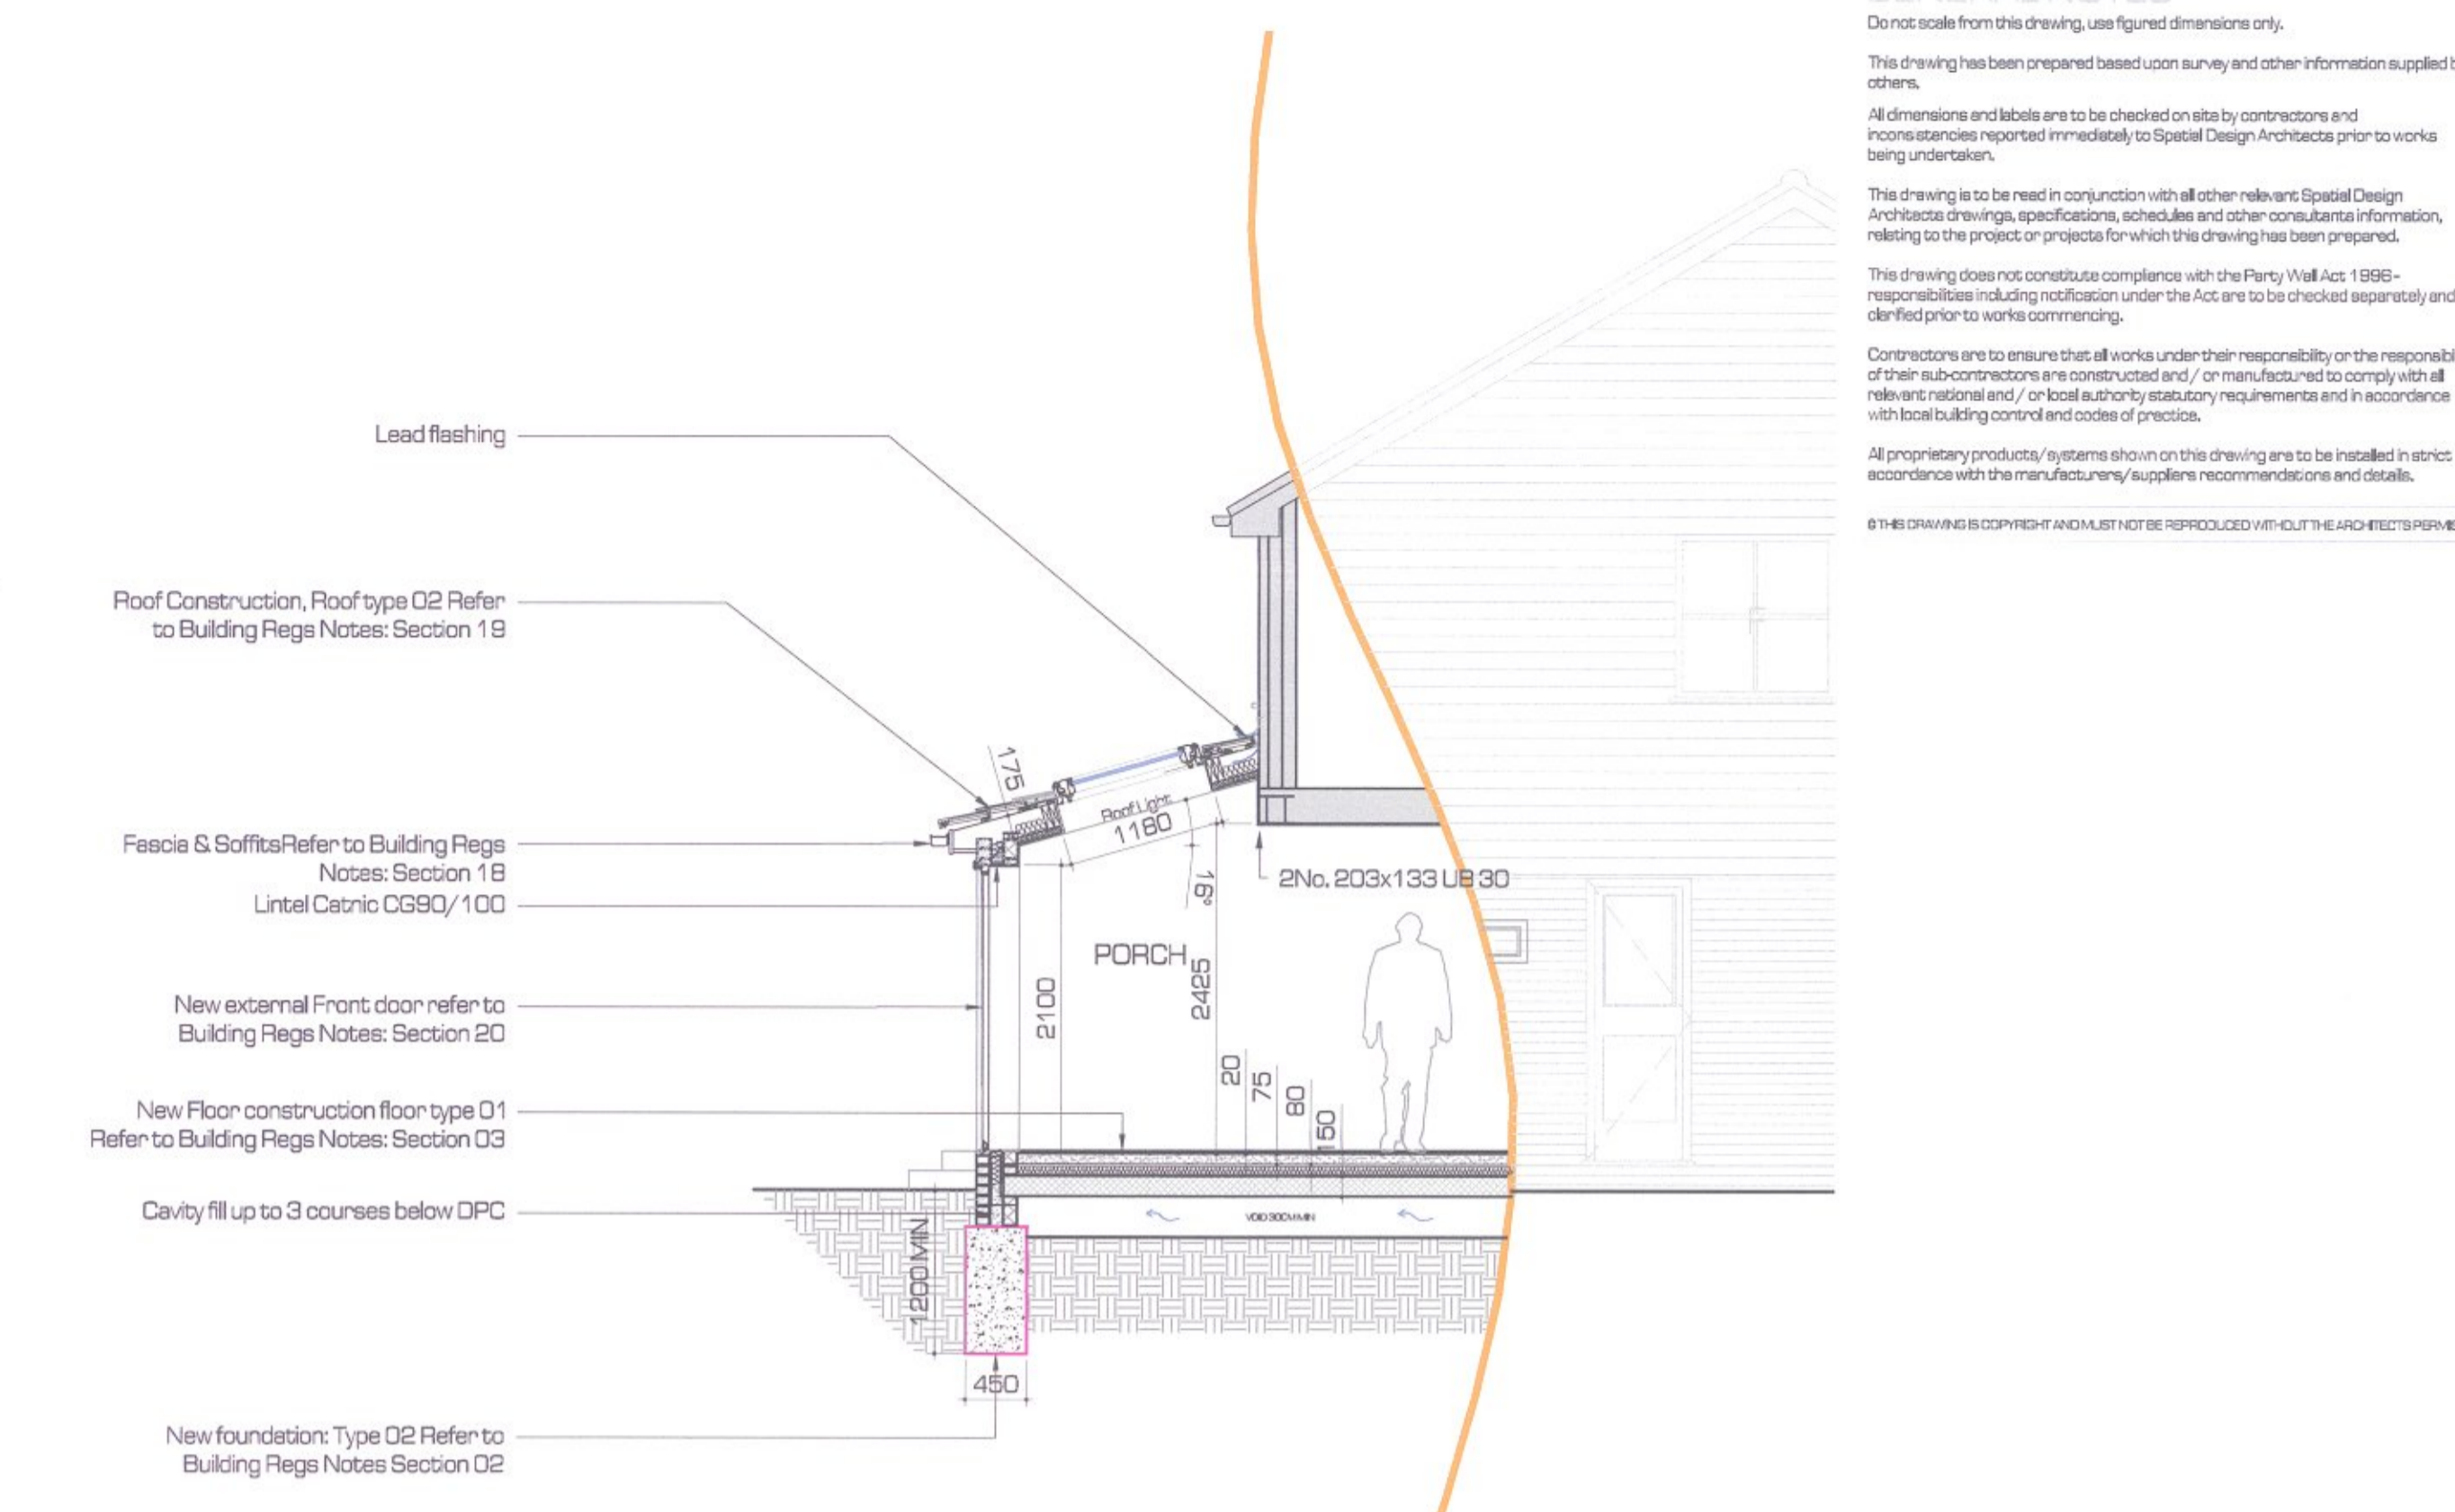 Do not scale from this drawing, use figured dimensions only.
This drawing has been prepared based upon survey and other information supplied
others.
All dimensions and labels are to be checked on site by contractors and
inconsistencies reported immediately to Spatial Design Architects prior to works
being undertaken.
This drawing is to be read in conjunction with all other relevant Spatial Design
Architects drawings, specifications, schedules and other consultants information,
relating to the project or projects for which this drawing has been prepared.
This drawing does not constitute compliance with the Party Wall Act 1996-
responsibilities including notification under the Act are to be checked separately and
clarified prior to works commencing.
Contractors are to ensure that all works under their responsibility or the responsibi
of their sub-contractors are constructed and / or manufactured to comply with all
relevant national and / or local authority statutory requirements and in accordance
with local building control and codes of practice.
All proprietary products/systems shown on this drawing are to be installed in strict
accordance with the manufacturers/suppliers recommendations and details.
© THIS DRAWING IS COPYRIGHT AND MUST NOT BE REPRODUCED WITHOUT THE ARCHITECTS PERMIS
Lead flashing
Roof Construction, Roof type 02 Refer
to Building Regs Notes: Section 19
175
Roof Light
1180
Fascia & SoffitsRefer to Building Regs
Notes: Section 18
Lintel Catnic CG90/100
16°
2No. 203x133 UB 30
PORCH
2100
2425
New external Front door refer to
Building Regs Notes: Section 20
20
75
80
150
New Floor construction floor type 01
Refer to Building Regs Notes: Section 03
Cavity fill up to 3 courses below DPC
VOID 300MMIN
1200 MIN
450
New foundation: Type 02 Refer to
Building Regs Notes Section 02